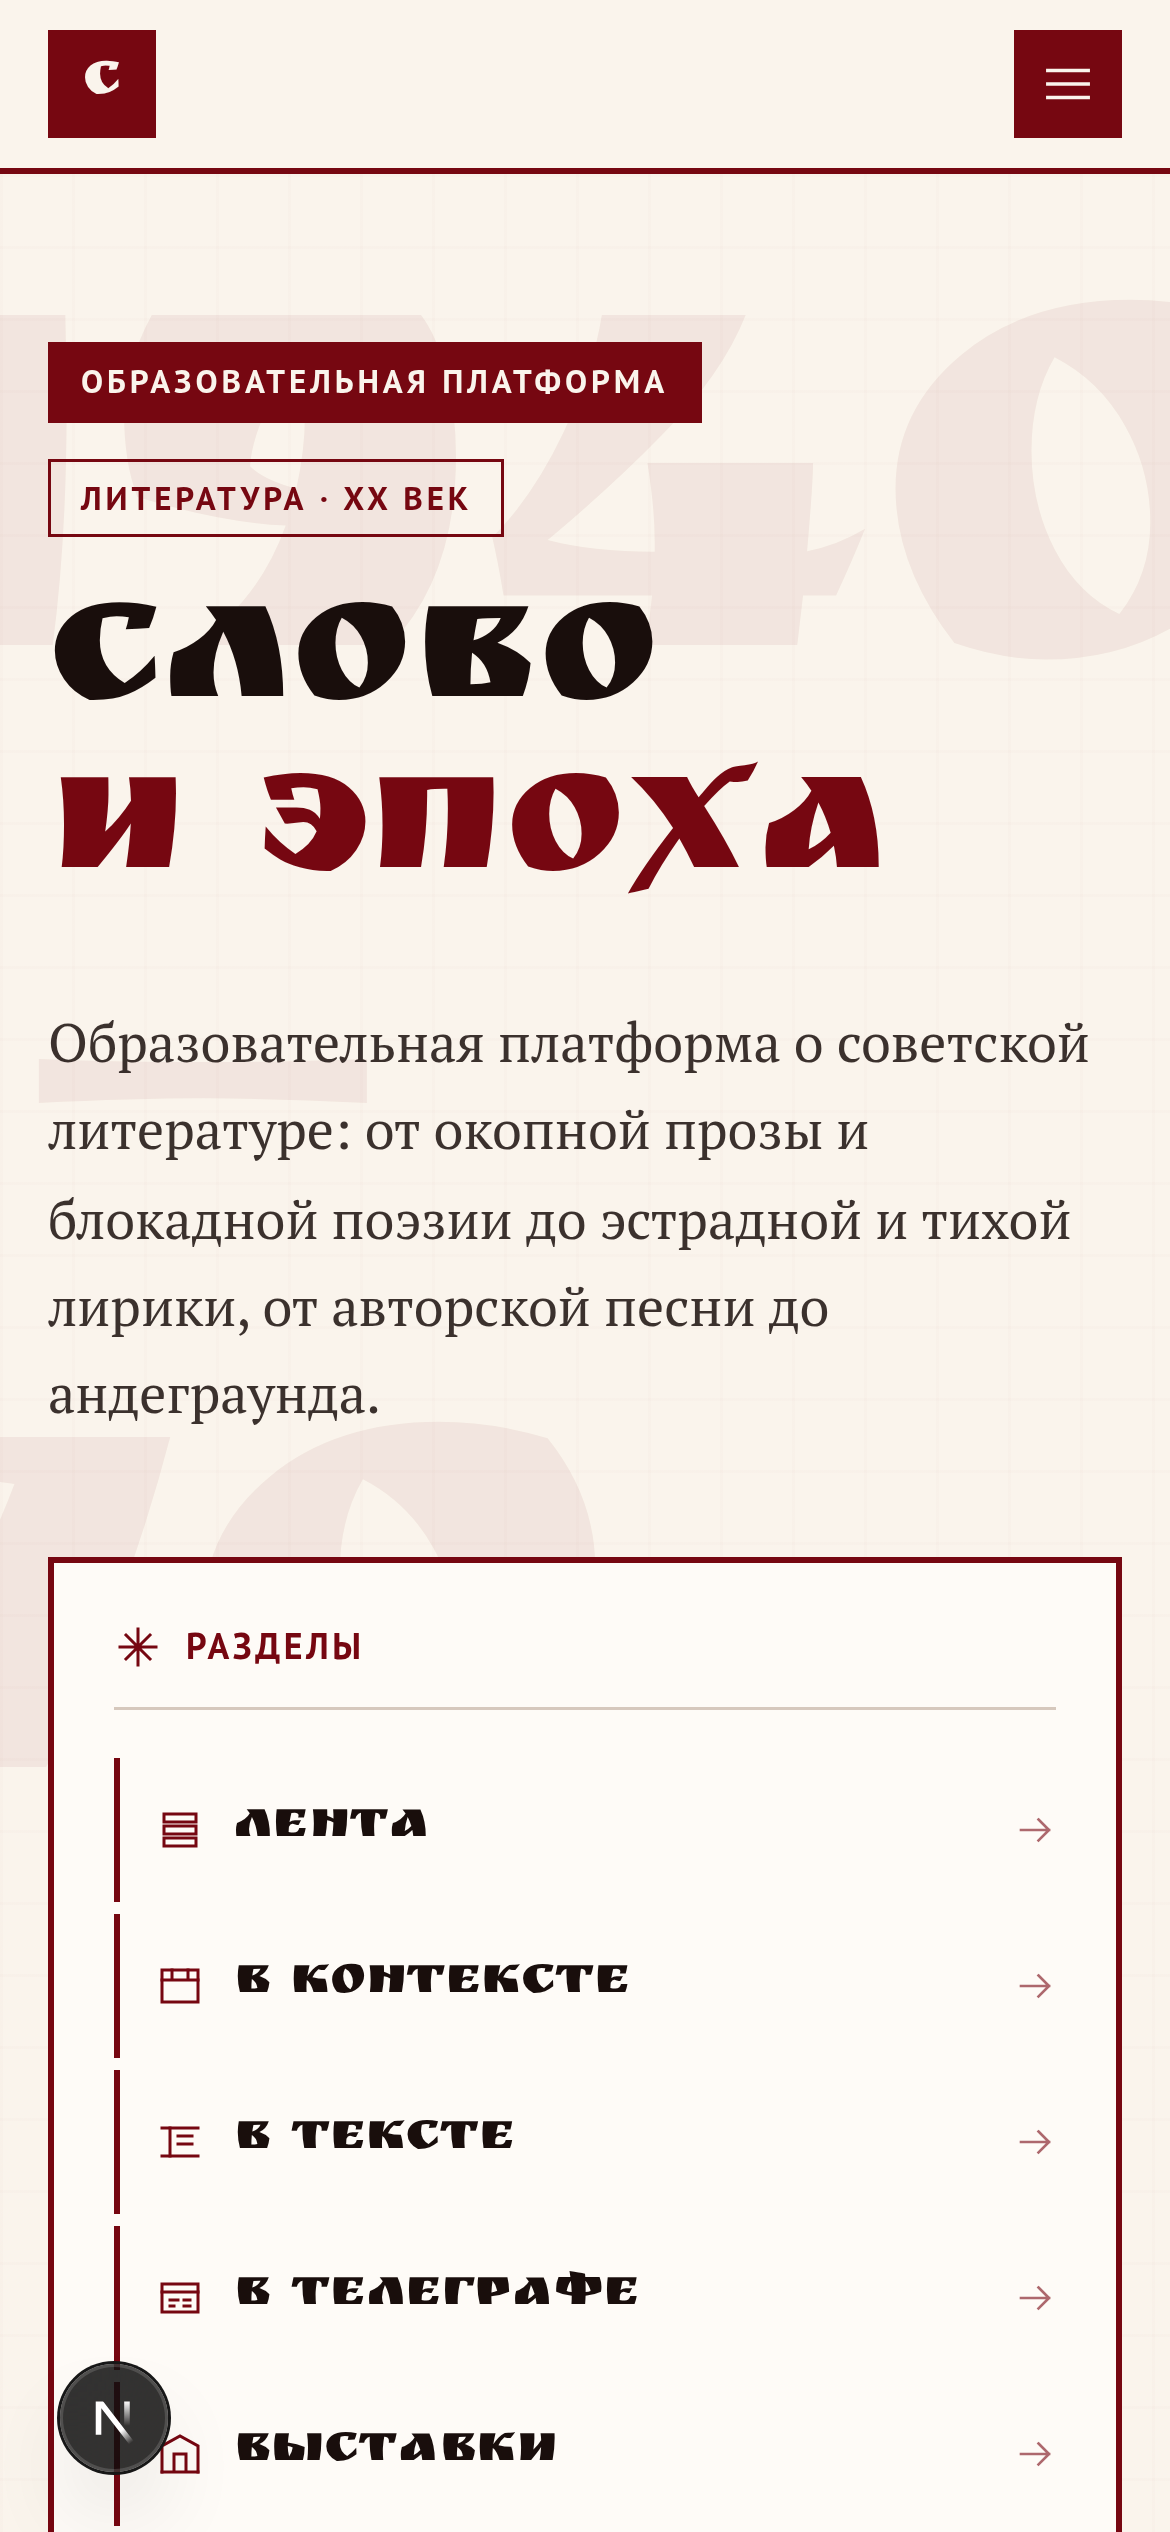 с
1940
ОБРАЗОВАТЕЛЬНАЯ ПЛАТФОРМА
ЛИТЕРАТУРА · XX ВЕК
слово
и эпоха
Образовательная платформа о советской
литературе: от окопной прозы и
блокадной поэзии до эстрадной и тихой
лирики, от авторской песни до
андеграунда.
РАЗДЕЛЫ
лента
в контексте
в тексте
в телеграфе
N
выставки